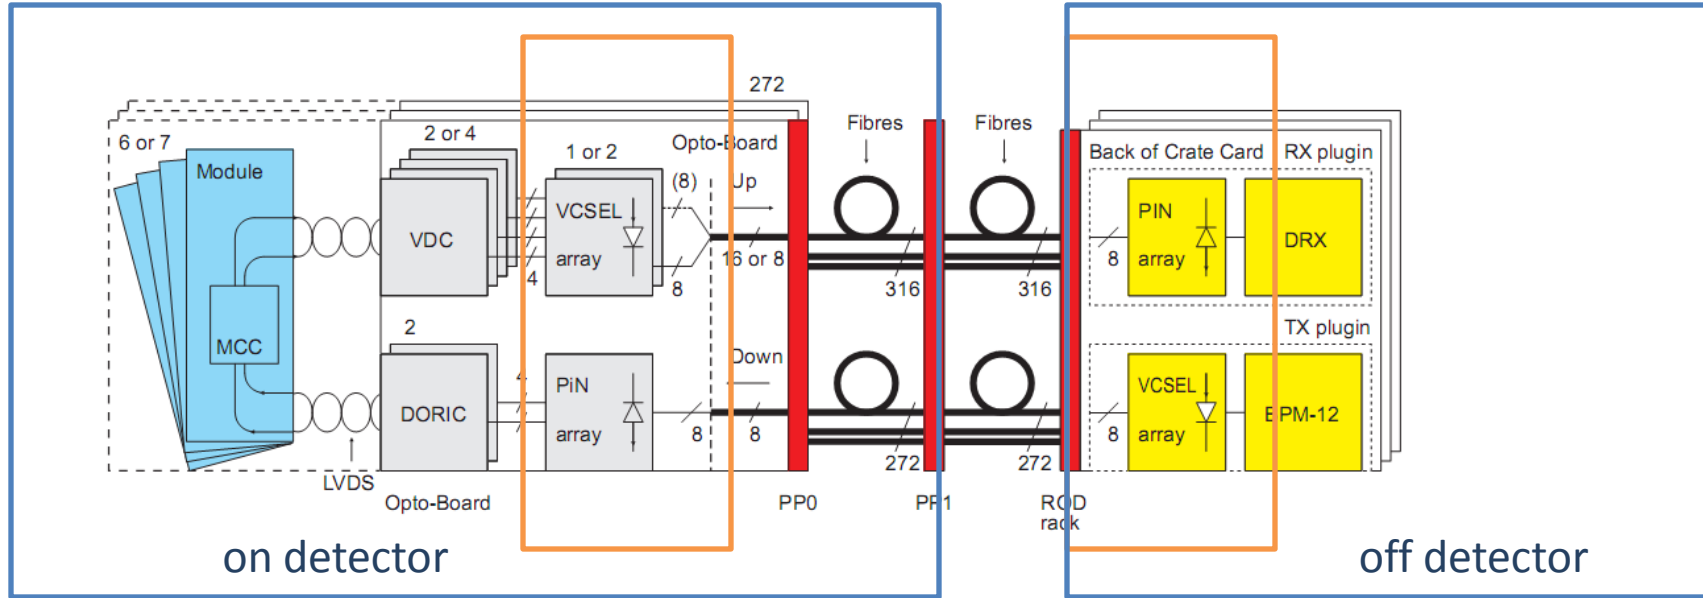 272
6 or 7
2 or 4
Fibres
Fibres
1 or 2
Opto-Board
Back of Crate Card
RX plugin
Module
(8)
Up
VCSEL
PIN
VDC
DRX
array
16 or 8
array
4
8
316
316
8
2
TX plugin
MCC
Down
4
PiN
VCSEL
DORIC
BPM-12
array
8
8
array
8
272
272
LVDS
Opto-Board
PP0
PP1
ROD
rack
on detector
off detector